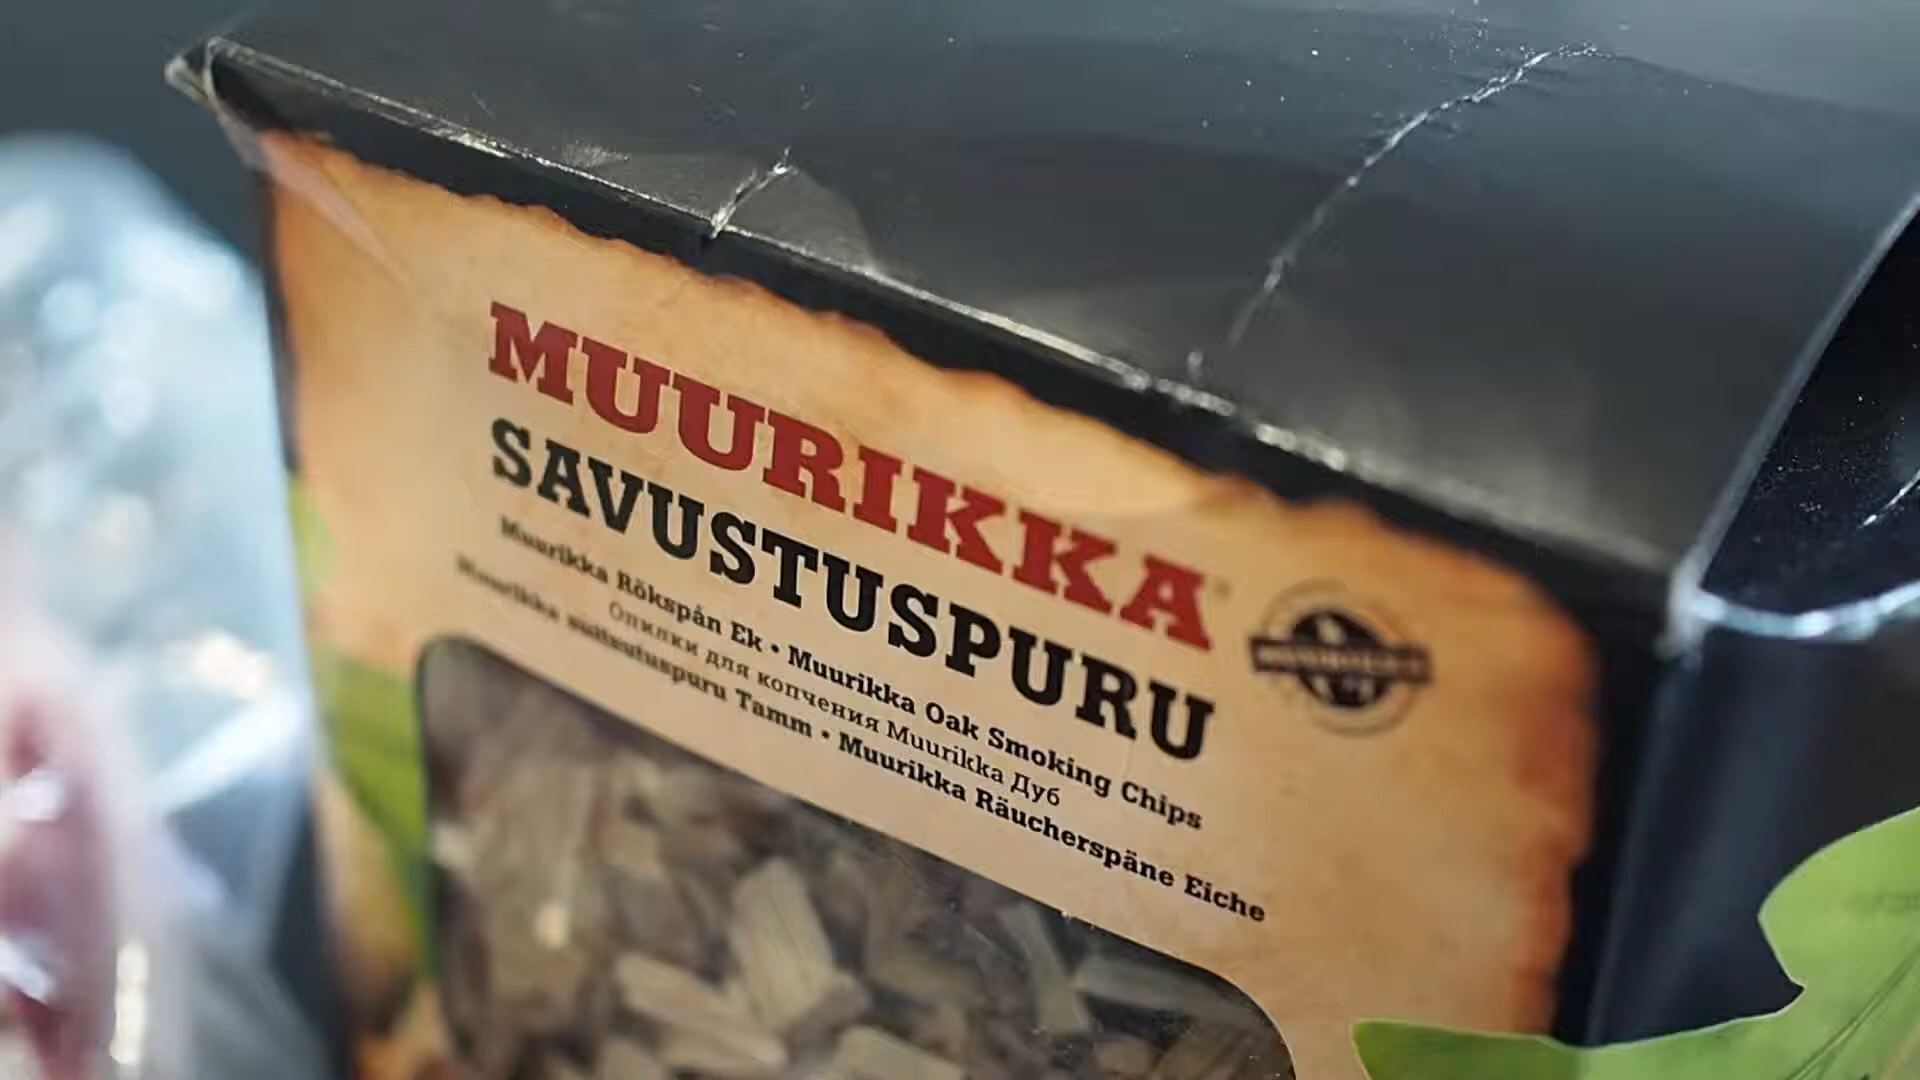 MUURIKKA
SAVUSTUSPURU
Muurikka Rökspån Ek • Muurikka Oak Smoking Chips
Опилки для копчения Muurikka Дуб
Muurikka suitsutuspuru Tamm • Muurikka Räucherspäne Eiche
MUURIKKA